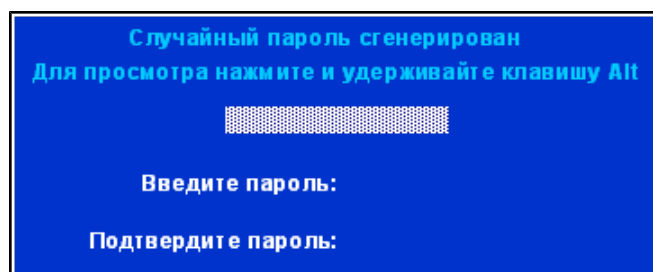 Случайный пароль сгенерирован
Для просмотра нажмите и удерживайте клавишу Alt
Введите пароль:
Подтвердите пароль: